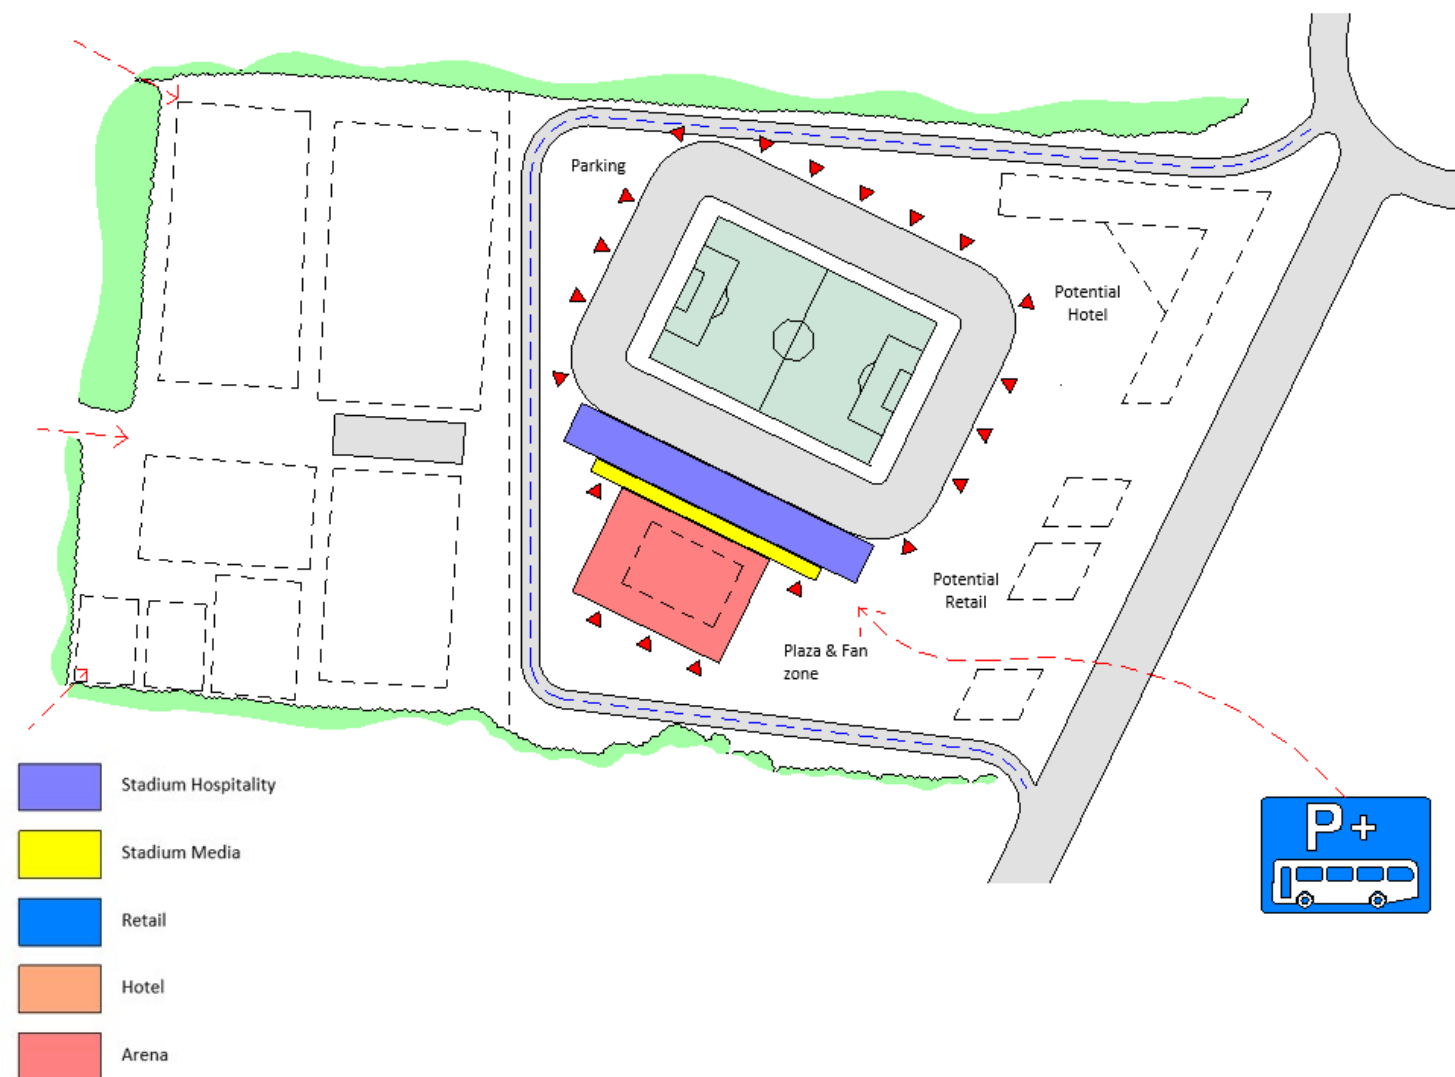 Parking
Potential
Hotel
Potential
Retail
Plaza & Fan
zone
P+
Stadium Hospitality
Stadium Media
Retail
Hotel
Arena